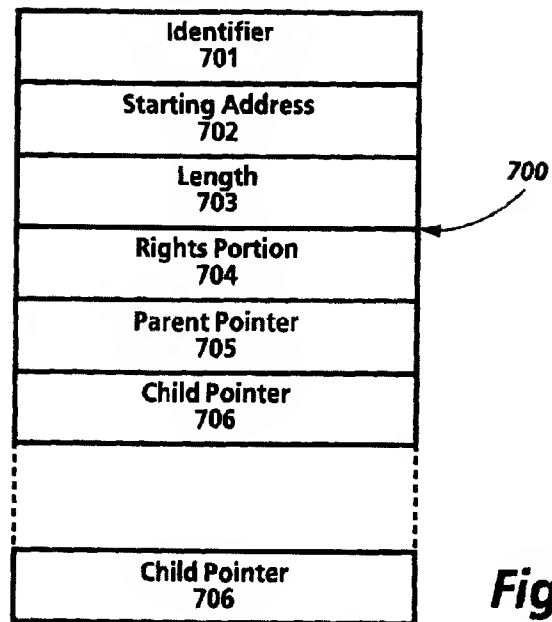 Identifier
701
Starting Address
702
Length
703
700
Rights Portion
704
Parent Pointer
705
Child Pointer
706
Child Pointer
706
Fig